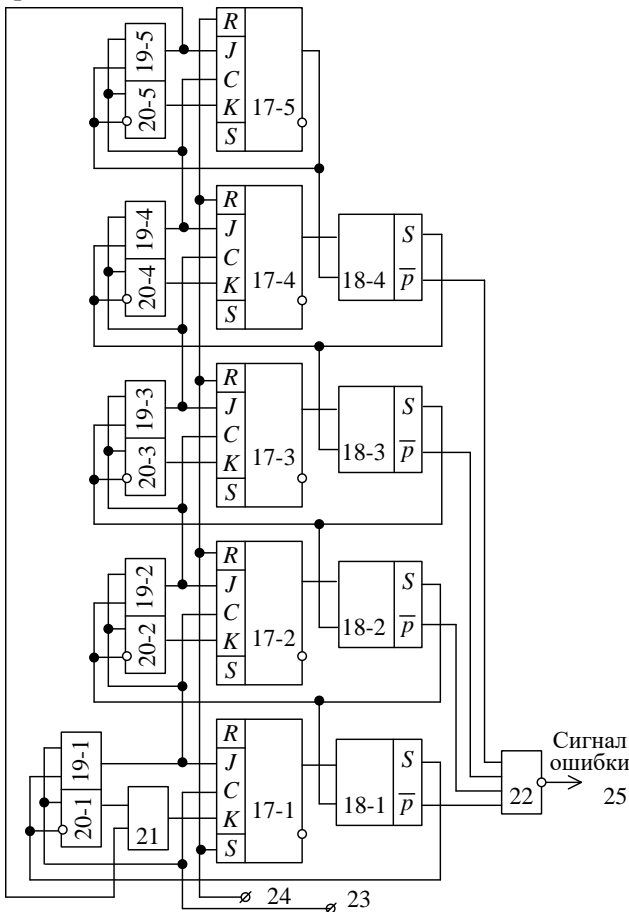 R
J
19-5
C
20-5
K
17-5
S
R
19-4
J
S
C
20-4
K
17-4
18-4
p̅
S
R
19-3
J
S
C
20-3
K
17-3
18-3
p̅
S
R
19-2
J
S
C
20-2
K
17-2
18-2
p̅
S
R
19-1
J
S
Сигнал
ошибки
C
20-1
21
K
17-1
18-1
p̅
22
25
S
24
23